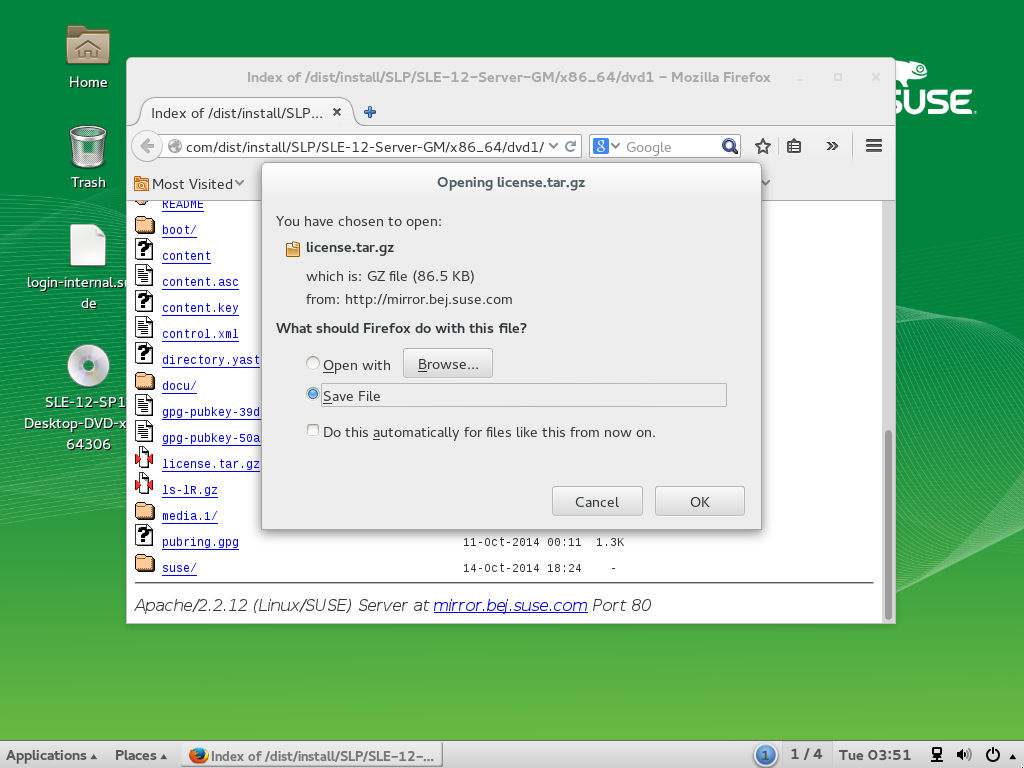 Home
Trash
login-internal.su
de
SLE-12-SP1
Desktop-DVD-x
64306
SUSE
Index of /dist/install/SLP/SLE-12-Server-GM/x86_64/dvd1 – Mozilla Firefox
Index of /dist/install/SLP...
com/dist/install/SLP/SLE-12-Server-GM/x86_64/dvd1/
8 Google
Most Visited
README
boot/
content
content.asc
content.key
control.xml
directory.yast
docu/
gpg-pubkey-39d
gpg-pubkey-50a
license.tar.gz
ls-lR.gz
media.1/
pubring.gpg 11-Oct-2014 00:11 1.3K
suse/ 14-Oct-2014 18:24 -
Apache/2.2.12 (Linux/SUSE) Server at mirror.bej.suse.com Port 80
Opening license.tar.gz
You have chosen to open:
license.tar.gz
which is: GZ file (86.5 KB)
from: http://mirror.bej.suse.com
What should Firefox do with this file?
Open with Browse...
Save File
Do this automatically for files like this from now on.
Cancel OK
Applications Places Index of /dist/install/SLP/SLE-12-... 1 1 / 4 Tue 03:51